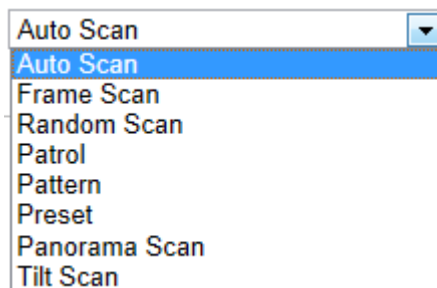 Auto Scan
Auto Scan
Frame Scan
Random Scan
Patrol
Pattern
Preset
Panorama Scan
Tilt Scan